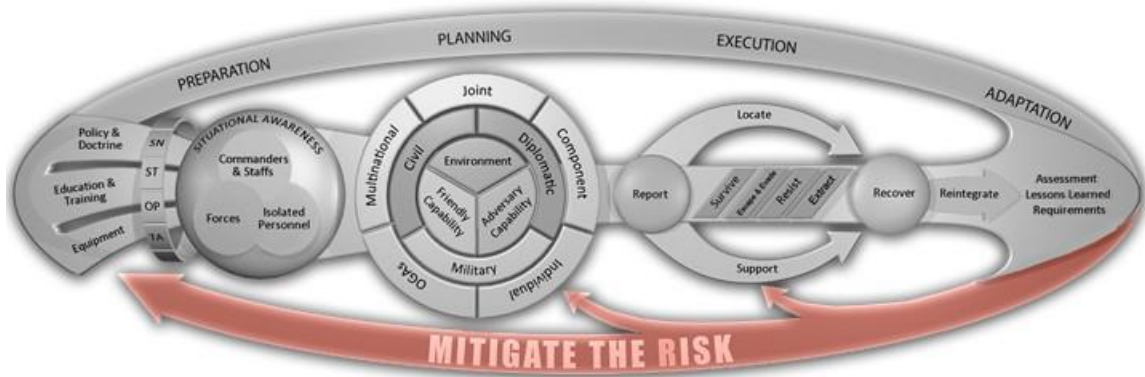 PREPARATION
PLANNING
EXECUTION
ADAPTATION
Policy &
Doctrine
Education &
Training
Equipment
SN
ST
OP
TA
SITUATIONAL AWARENESS
Commanders
& Staffs
Forces
Isolated
Personnel
Joint
Multinational
Component
OGAs
Individual
Civil
Diplomatic
Military
Environment
Friendly
Capability
Adversary
Capability
Report
Locate
Survive
Escape & Evade
Resist
Extract
Support
Recover
Reintegrate
Assessment
Lessons Learned
Requirements
MITIGATE THE RISK